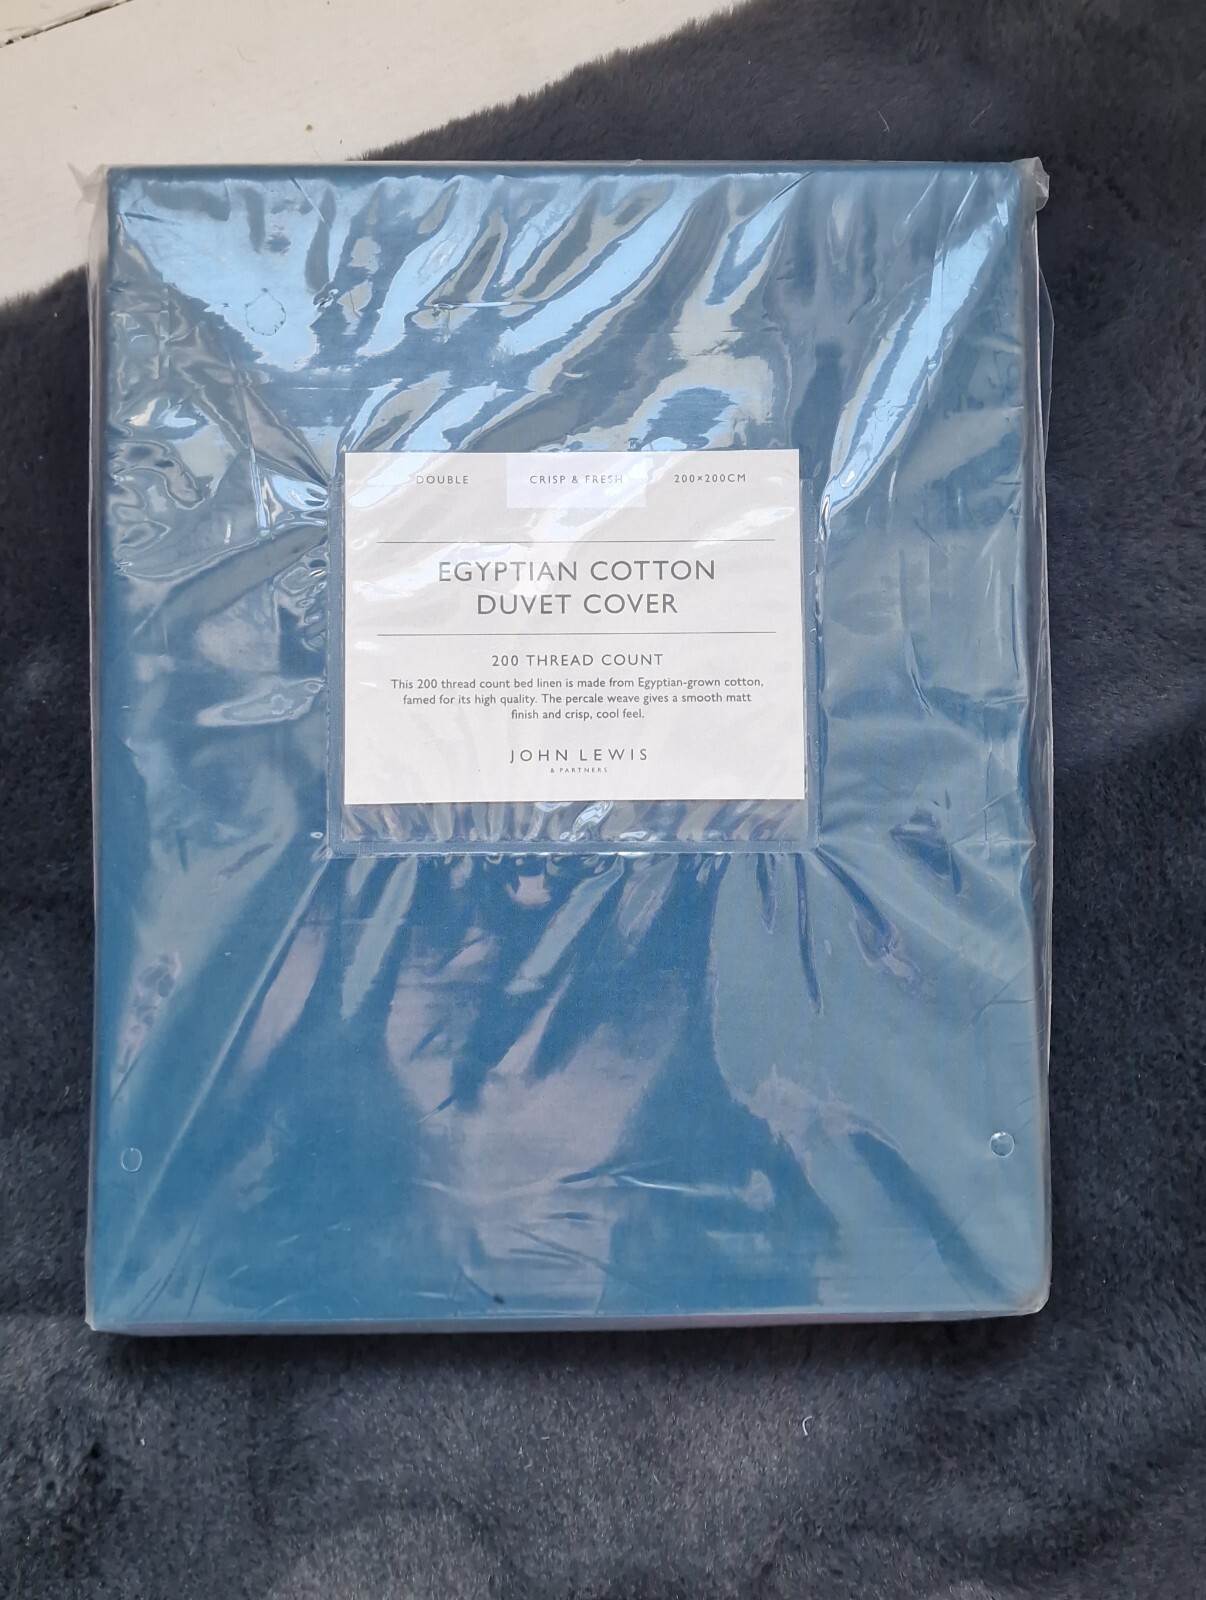 DOUBLE CRISP & FRESH 200×200CM
EGYPTIAN COTTON
DUVET COVER
200 THREAD COUNT
This 200 thread count bed linen is made from Egyptian-grown cotton,
famed for its high quality. The percale weave gives a smooth matt
finish and crisp, cool feel.
JOHN LEWIS
& PARTNERS